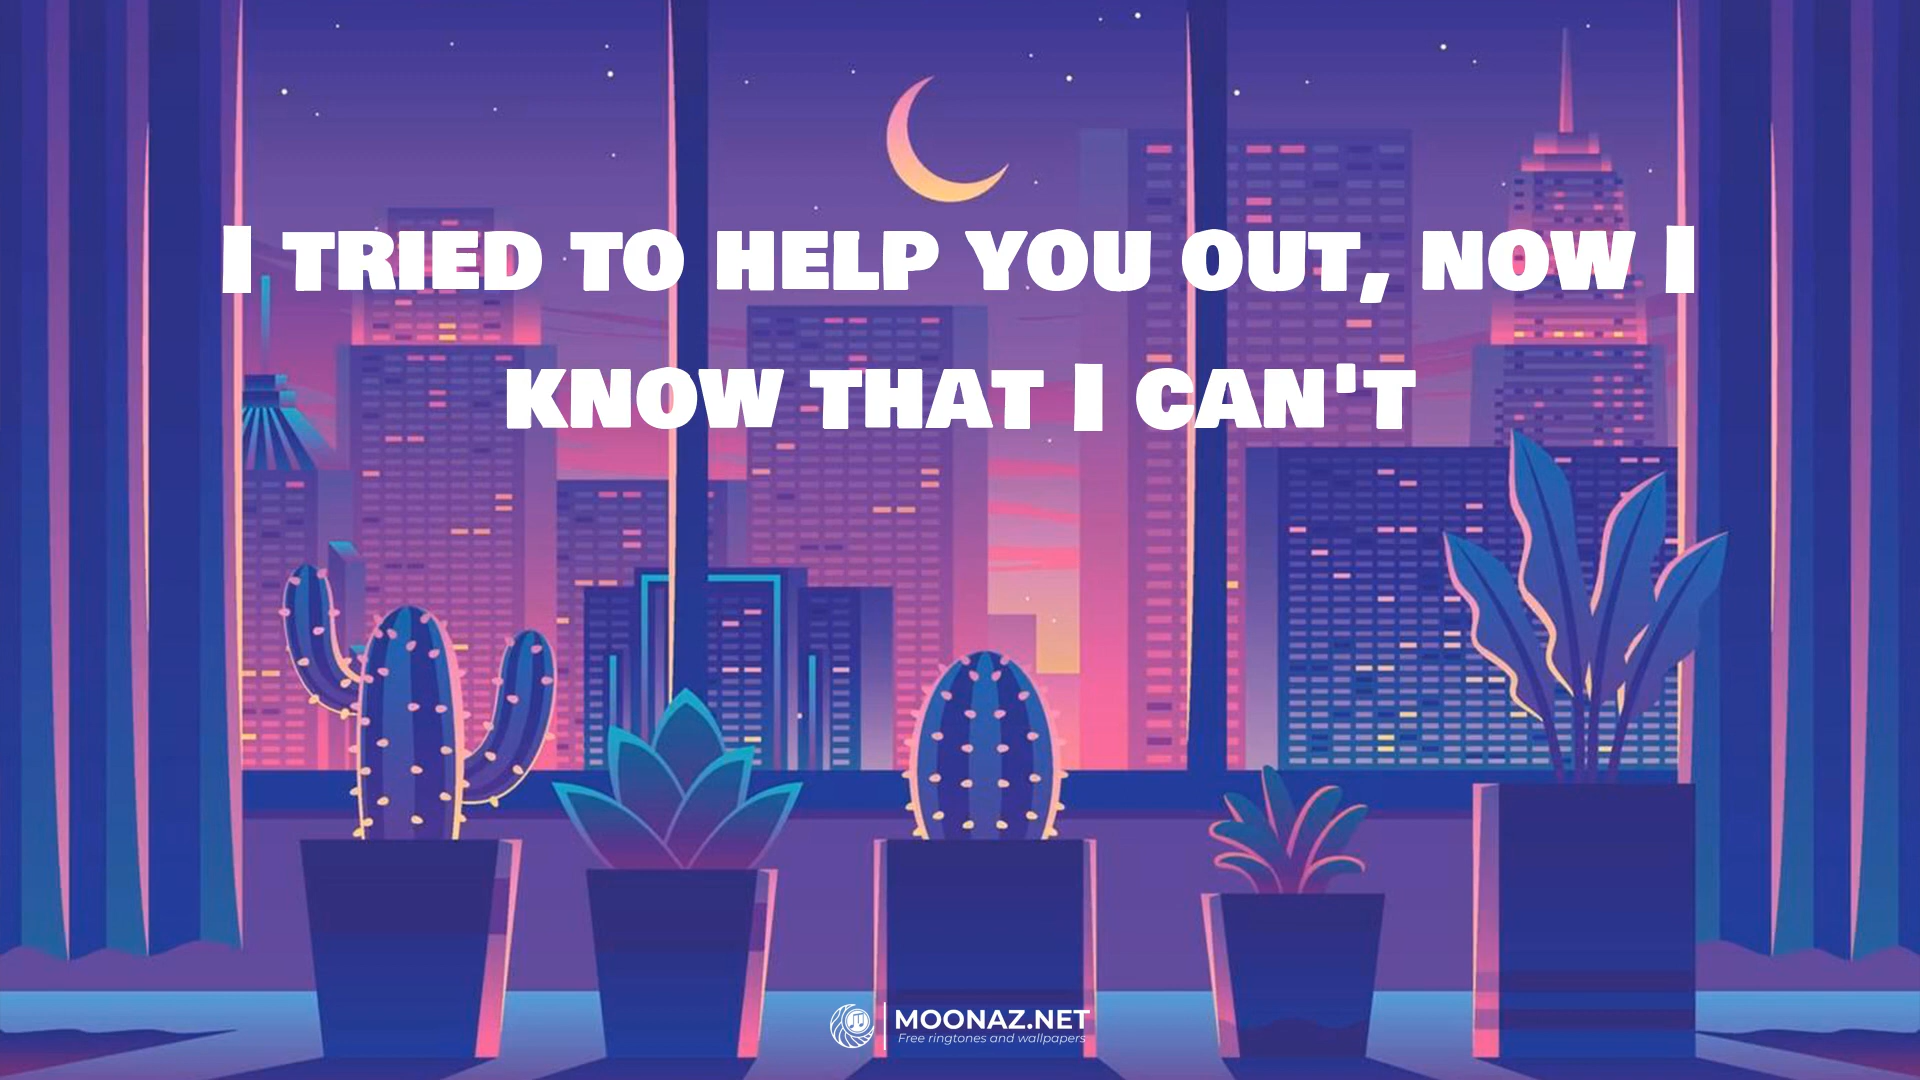 I TRIED TO HELP YOU OUT, NOW I
KNOW THAT I CAN'T
MOONAZ.NET
Free ringtones and wallpapers